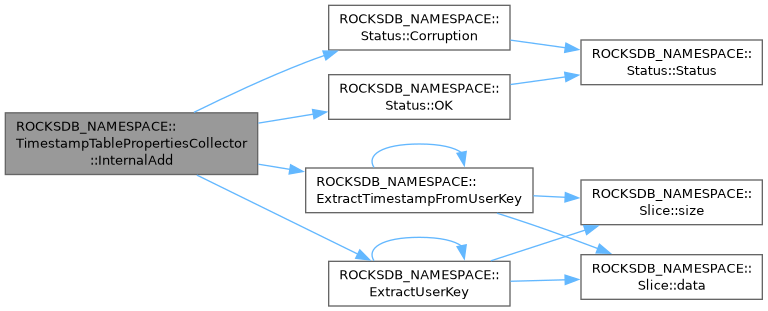 ROCKSDB_NAMESPACE::
TimestampTablePropertiesCollector
::InternalAdd
ROCKSDB_NAMESPACE::
Status::Corruption
ROCKSDB_NAMESPACE::
Status::OK
ROCKSDB_NAMESPACE::
ExtractTimestampFromUserKey
ROCKSDB_NAMESPACE::
ExtractUserKey
ROCKSDB_NAMESPACE::
Status::Status
ROCKSDB_NAMESPACE::
Slice::size
ROCKSDB_NAMESPACE::
Slice::data